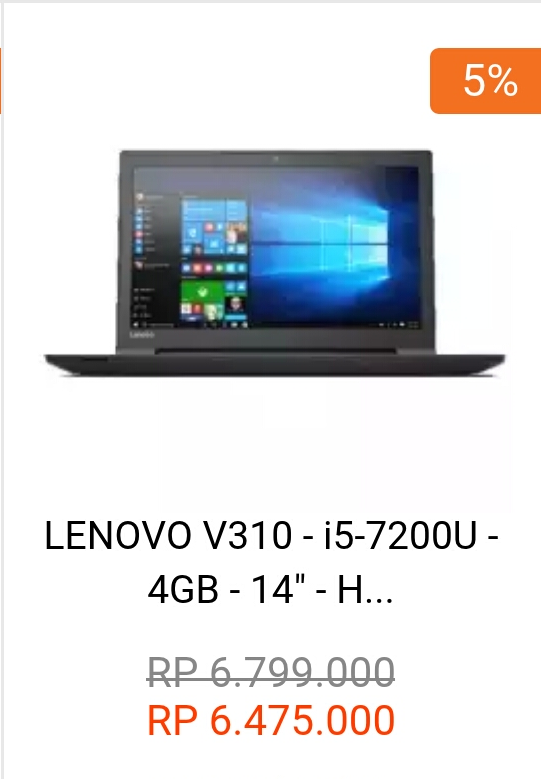 5%
LENOVO V310 - i5-7200U -
4GB - 14" - H...
RP 6.799.000
RP 6.475.000